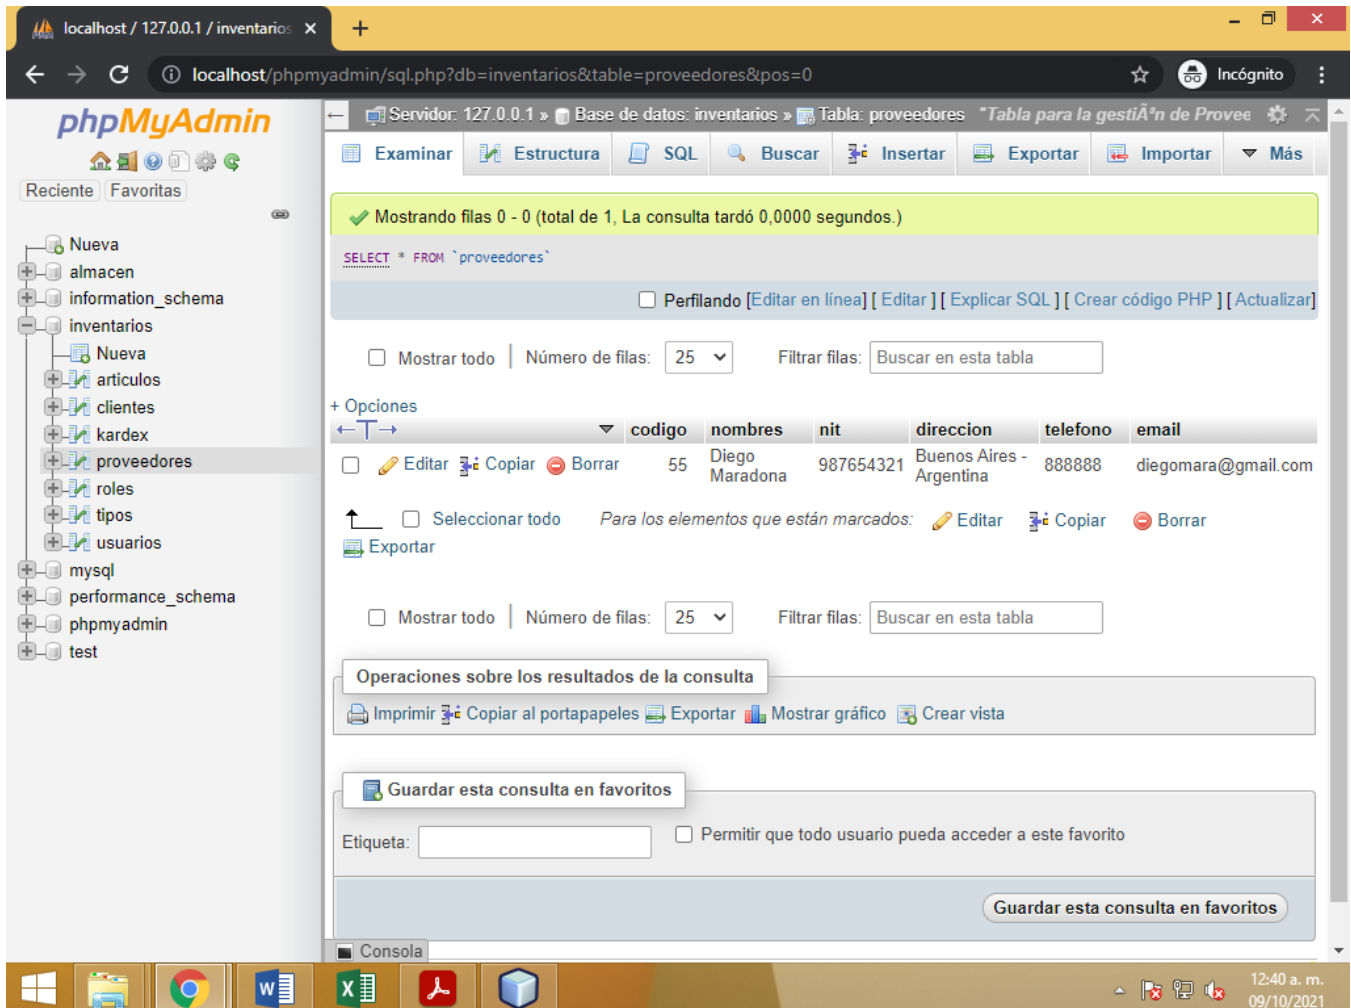 localhost / 127.0.0.1 / inventarios
localhost/phpmyadmin/sql.php?db=inventarios&table=proveedores&pos=0
Incógnito
phpMyAdmin
Reciente Favoritas
Nueva
almacen
information_schema
inventarios
Nueva
articulos
clientes
kardex
proveedores
roles
tipos
usuarios
mysql
performance_schema
phpmyadmin
test
Servidor: 127.0.0.1 » Base de datos: inventarios » Tabla: proveedores "Tabla para la gestiÃ³n de Provee
Examinar Estructura SQL Buscar Insertar Exportar Importar Más
Mostrando filas 0 - 0 (total de 1, La consulta tardó 0,0000 segundos.)
SELECT * FROM `proveedores`
Perfilando [Editar en línea] [ Editar ] [ Explicar SQL ] [ Crear código PHP ] [ Actualizar]
Mostrar todo | Número de filas: 25 Filtrar filas: Buscar en esta tabla
+ Opciones
←T→ codigo nombres nit direccion telefono email
Editar Copiar Borrar 55 Diego Maradona 987654321 Buenos Aires - Argentina 888888 diegomara@gmail.com
Seleccionar todo Para los elementos que están marcados: Editar Copiar Borrar
Exportar
Mostrar todo | Número de filas: 25 Filtrar filas: Buscar en esta tabla
Operaciones sobre los resultados de la consulta
Imprimir Copiar al portapapeles Exportar Mostrar gráfico Crear vista
Guardar esta consulta en favoritos
Etiqueta: Permitir que todo usuario pueda acceder a este favorito
Guardar esta consulta en favoritos
Consola
12:40 a. m.
09/10/2021